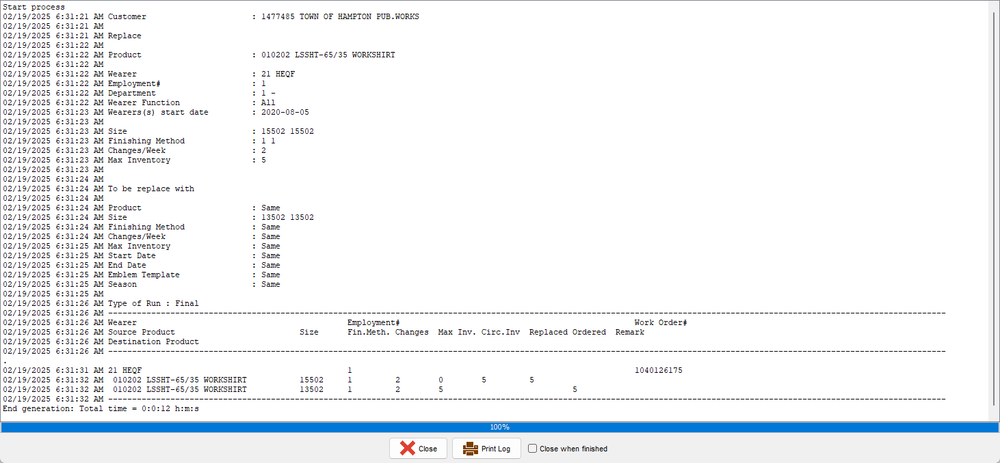 Start process
02/19/2025 6:31:21 AM Customer : 1477485 TOWN OF HAMPTON PUB.WORKS
02/19/2025 6:31:21 AM
02/19/2025 6:31:21 AM Replace
02/19/2025 6:31:22 AM
02/19/2025 6:31:22 AM Product : 010202 LSSHT-65/35 WORKSHIRT
02/19/2025 6:31:22 AM
02/19/2025 6:31:22 AM Wearer : 21 HEQF
02/19/2025 6:31:22 AM Employment# : 1
02/19/2025 6:31:22 AM Department : 1 -
02/19/2025 6:31:22 AM Wearer Function : All
02/19/2025 6:31:23 AM Wearers(s) start date : 2020-08-05
02/19/2025 6:31:23 AM
02/19/2025 6:31:23 AM Size : 15502 15502
02/19/2025 6:31:23 AM Finishing Method : 1 1
02/19/2025 6:31:23 AM Changes/Week : 2
02/19/2025 6:31:23 AM Max Inventory : 5
02/19/2025 6:31:23 AM
02/19/2025 6:31:24 AM
02/19/2025 6:31:24 AM To be replace with
02/19/2025 6:31:24 AM
02/19/2025 6:31:24 AM Product : Same
02/19/2025 6:31:24 AM Size : 13502 13502
02/19/2025 6:31:24 AM Finishing Method : Same
02/19/2025 6:31:24 AM Changes/Week : Same
02/19/2025 6:31:25 AM Max Inventory : Same
02/19/2025 6:31:25 AM Start Date : Same
02/19/2025 6:31:25 AM End Date : Same
02/19/2025 6:31:25 AM Emblem Template : Same
02/19/2025 6:31:25 AM Season : Same
02/19/2025 6:31:25 AM
02/19/2025 6:31:26 AM Type of Run : Final
02/19/2025 6:31:26 AM -------------------------------------------------------------------------------------------------------------------------------------------------------------------------------
02/19/2025 6:31:26 AM Wearer Employment# Work Order#
02/19/2025 6:31:26 AM Source Product Size Fin.Meth. Changes Max Inv. Circ.Inv Replaced Ordered Remark
02/19/2025 6:31:26 AM Destination Product
02/19/2025 6:31:26 AM -------------------------------------------------------------------------------------------------------------------------------------------------------------------------------
.
02/19/2025 6:31:31 AM 21 HEQF 1 1040126175
02/19/2025 6:31:32 AM 010202 LSSHT-65/35 WORKSHIRT 15502 1 2 0 5 5
02/19/2025 6:31:32 AM 010202 LSSHT-65/35 WORKSHIRT 13502 1 2 5 5
02/19/2025 6:31:32 AM -------------------------------------------------------------------------------------------------------------------------------------------------------------------------------
End generation: Total time = 0:0:12 h:m:s
100%
Close Print Log Close when finished